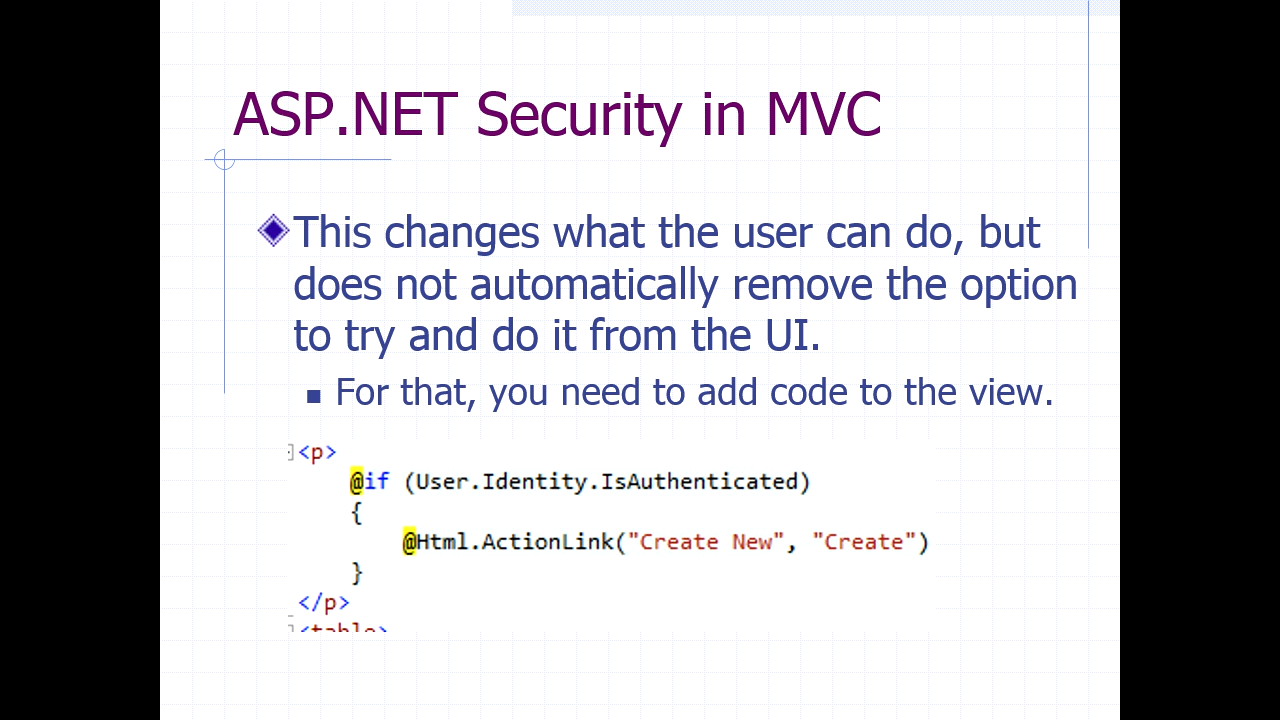 ASP.NET Security in MVC
This changes what the user can do, but
does not automatically remove the option
to try and do it from the UI.
For that, you need to add code to the view.
<p>
@if (User.Identity.IsAuthenticated)
{
@Html.ActionLink("Create New", "Create")
}
</p>
<table>